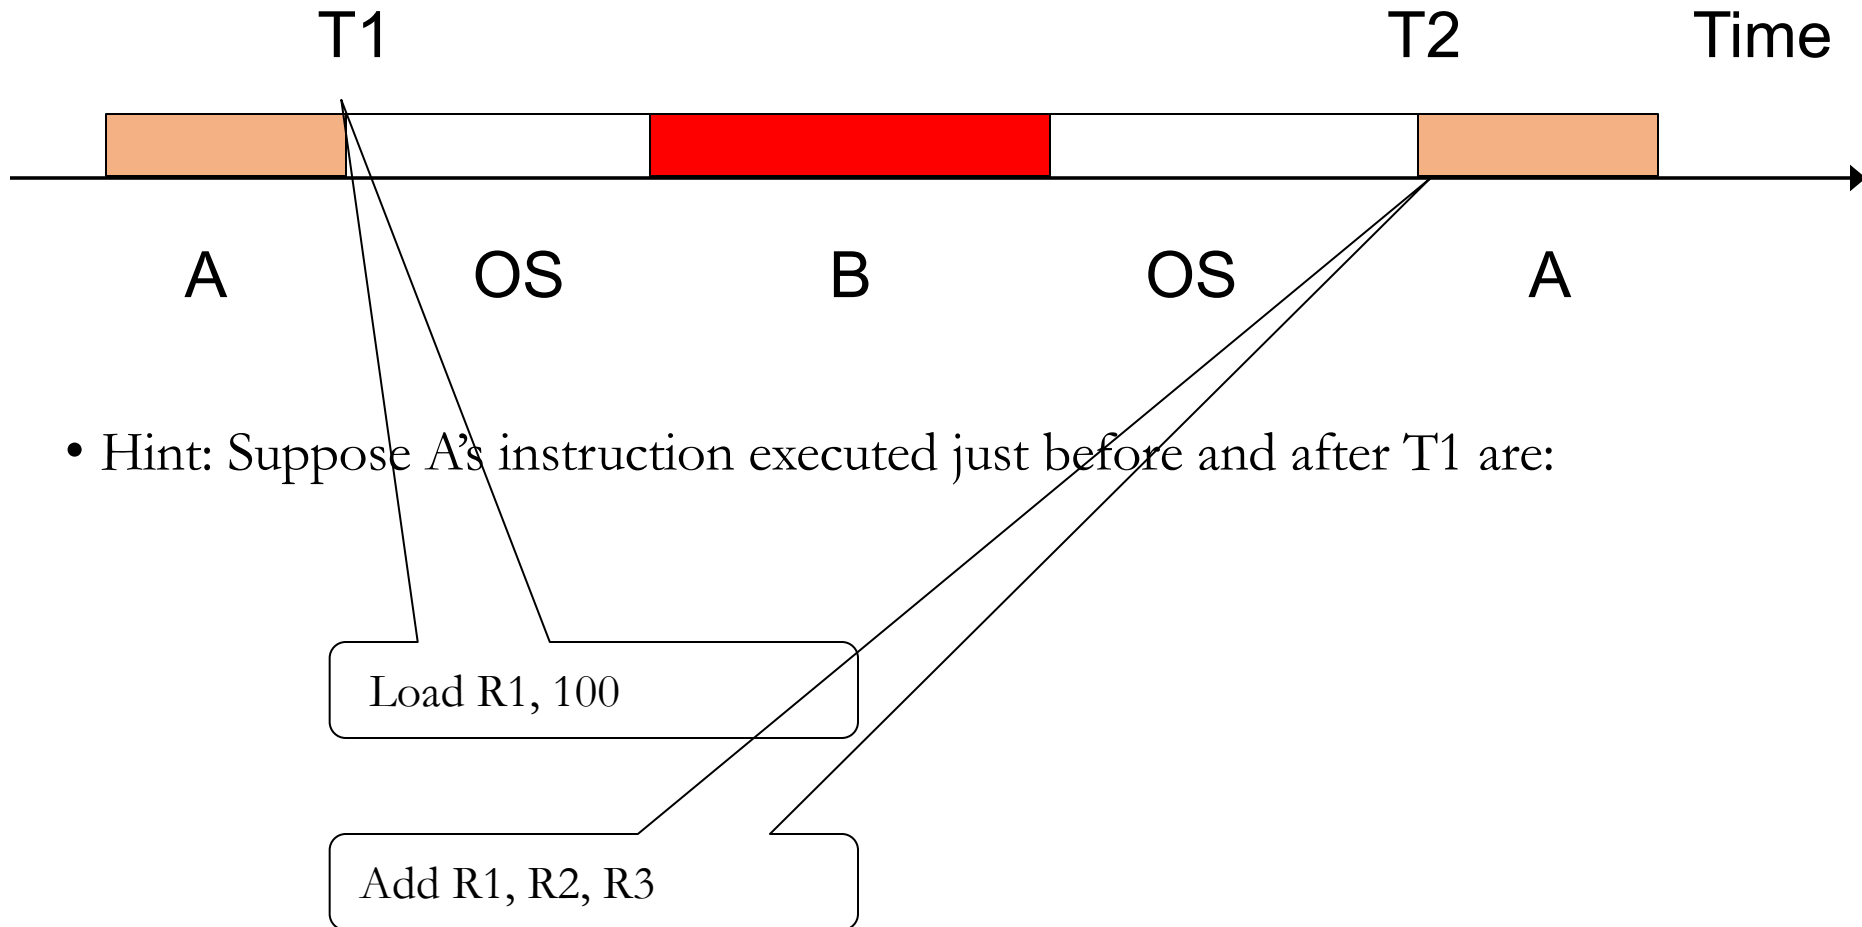 T1 T2 Time
A OS B OS A
• Hint: Suppose A’s instruction executed just before and after T1 are:
Load R1, 100
Add R1, R2, R3